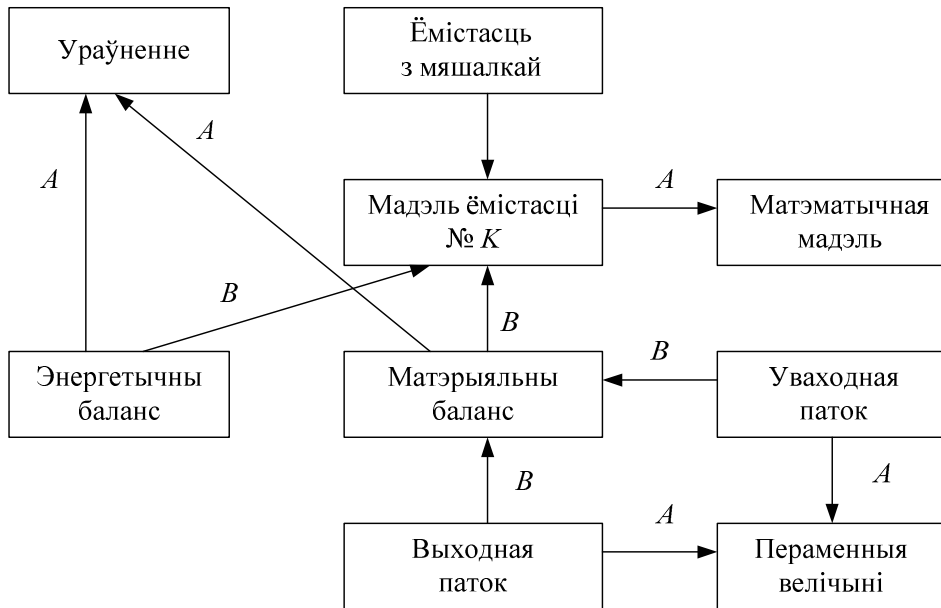 Ураўненне
Ёмістасць
з мяшалкай
A
A
Мадэль ёмістасці
№ K
A
Матэматычная
мадэль
B
B
B
Энергетычны
баланс
Матэрыяльны
баланс
Уваходная
паток
B
A
A
Выходная
паток
Пераменныя
велічыні